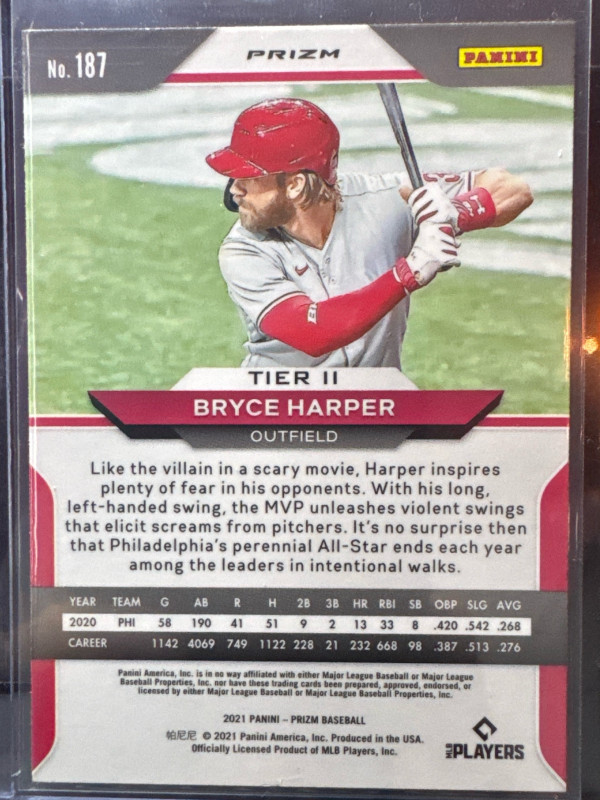 No. 187
PRIZM
PANINI
TIER II
BRYCE HARPER
OUTFIELD
Like the villain in a scary movie, Harper inspires
plenty of fear in his opponents. With his long,
left-handed swing, the MVP unleashes violent swings
that elicit screams from pitchers. It's no surprise then
that Philadelphia's perennial All-Star ends each year
among the leaders in intentional walks.
YEAR TEAM G AB R H 2B 3B HR RBI SB OBP SLG AVG
2020 PHI 58 190 41 51 9 2 13 33 8 .420 .542 .268
CAREER 1142 4069 749 1122 228 21 232 668 98 .387 .513 .276
Panini America, Inc. is in no way affiliated with either Major League Baseball or Major League
Baseball Properties, Inc. nor have these trading cards been prepared, approved, endorsed, or
licensed by either Major League Baseball or Major League Baseball Properties, Inc.
2021 PANINI – PRIZM BASEBALL
帕尼尼 © 2021 Panini America, Inc. Produced in the USA.
Officially Licensed Product of MLB Players, Inc.
MLB PLAYERS